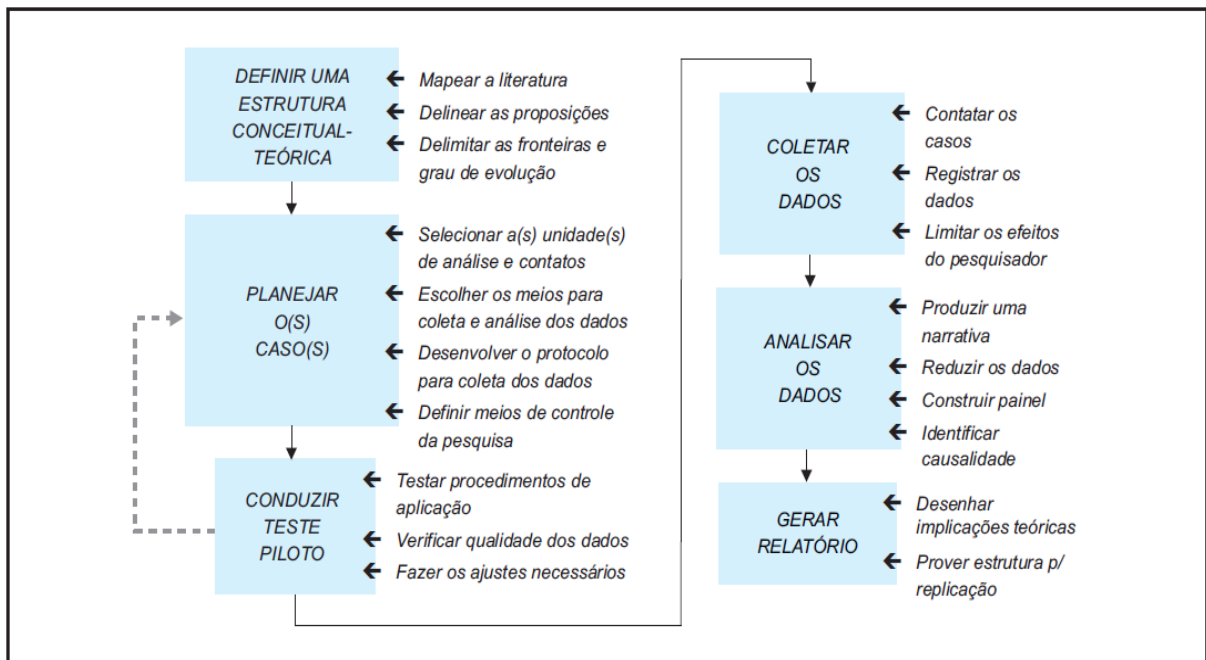 DEFINIR UMA
ESTRUTURA
CONCEITUAL-
TEÓRICA
Mapear a literatura
Delinear as proposições
Delimitar as fronteiras e
grau de evolução
PLANEJAR
O(S)
CASO(S)
Selecionar a(s) unidade(s)
de análise e contatos
Escolher os meios para
coleta e análise dos dados
Desenvolver o protocolo
para coleta dos dados
Definir meios de controle
da pesquisa
CONDUZIR
TESTE
PILOTO
Testar procedimentos de
aplicação
Verificar qualidade dos dados
Fazer os ajustes necessários
COLETAR
OS
DADOS
Contatar os
casos
Registrar os
dados
Limitar os efeitos
do pesquisador
ANALISAR
OS
DADOS
Produzir uma
narrativa
Reduzir os dados
Construir painel
Identificar
causalidade
GERAR
RELATÓRIO
Desenhar
implicações teóricas
Prover estrutura p/
replicação